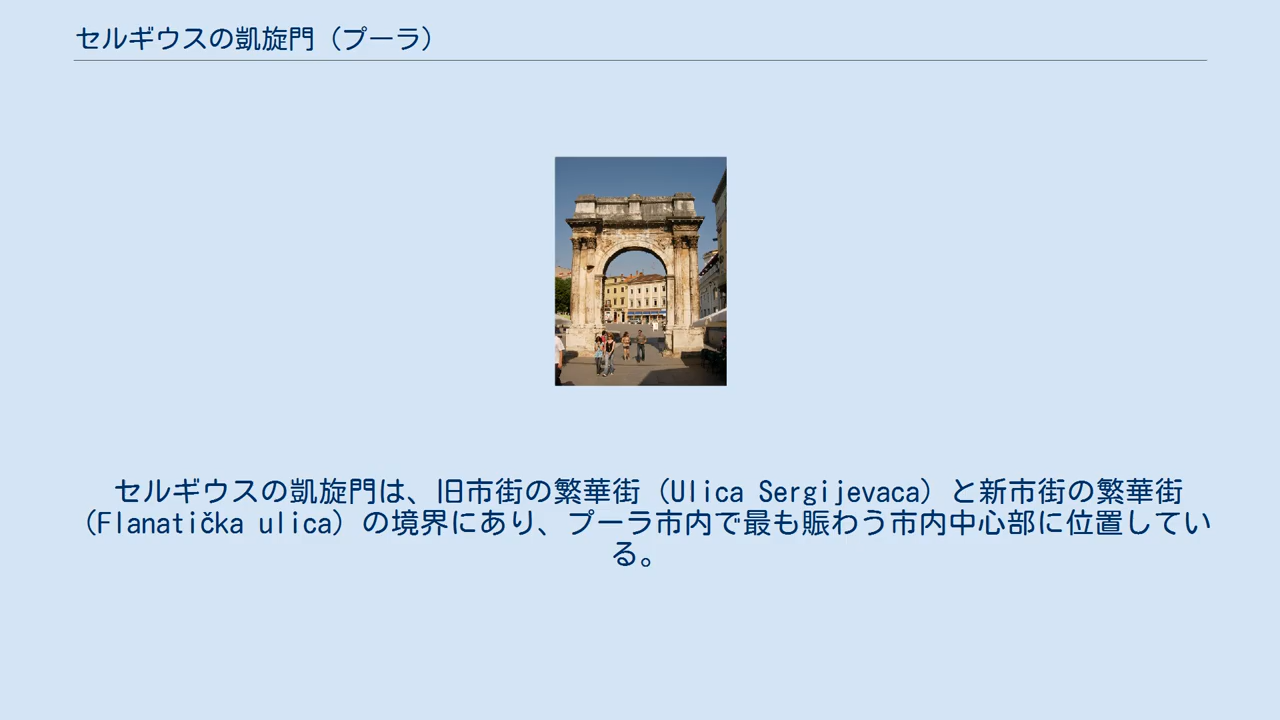 セルギウスの凱旋門（プーラ）
セルギウスの凱旋門は、旧市街の繁華街（Ulica Sergijevaca）と新市街の繁華街
（Flanatička ulica）の境界にあり、プーラ市内で最も賑わう市内中心部に位置してい
る。